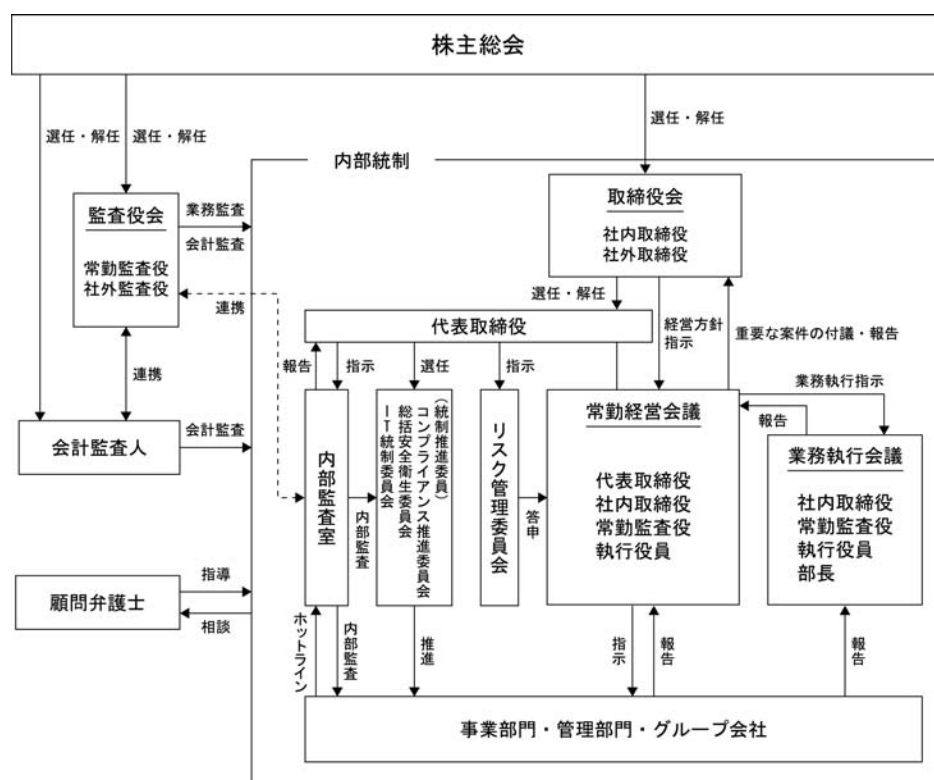 株主総会
選任・解任
選任・解任
選任・解任
内部統制
監査役会
常勤監査役
社外監査役
業務監査
会計監査
取締役会
社内取締役
社外取締役
連携
選任・解任
代表取締役
経営方針
指示
重要な案件の付議・報告
連携
報告
指示
選任
指示
業務執行指示
報告
会計監査人
会計監査
内部監査室
内部監査
(統制推進委員)
コンプライアンス推進委員会
総括安全衛生委員会
IT統制委員会
リスク管理委員会
答申
常勤経営会議
代表取締役
社内取締役
常勤監査役
執行役員
業務執行会議
社内取締役
常勤監査役
執行役員
部長
顧問弁護士
指導
相談
ホットライン
内部監査
推進
指示
報告
報告
事業部門・管理部門・グループ会社